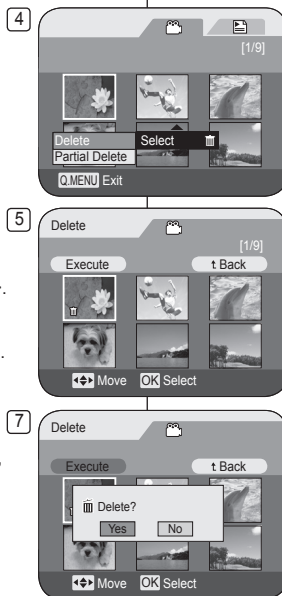 4
[1/9]
Delete
Select
Partial Delete
Q.MENU Exit
5
Delete
[1/9]
Execute
Back
.
.
Move OK Select
7
Delete
Execute
Back
Delete?
Yes No
Move OK Select